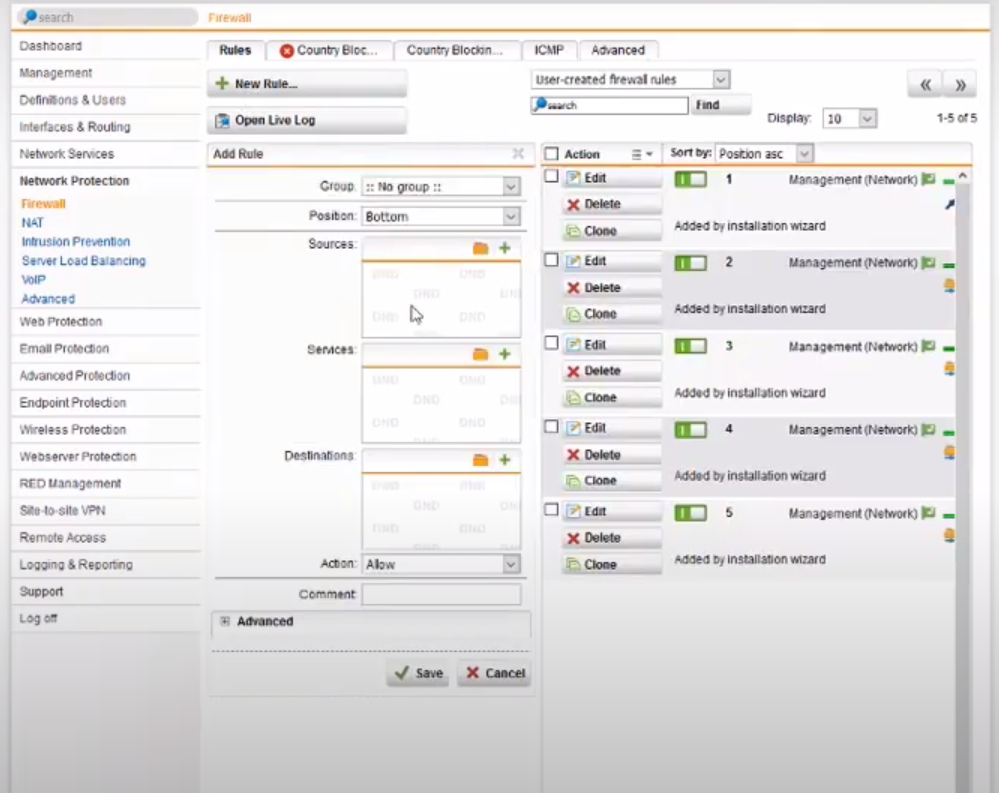 search
Firewall
Dashboard
Management
Definitions & Users
Interfaces & Routing
Network Services
Network Protection
Firewall
NAT
Intrusion Prevention
Server Load Balancing
VoIP
Advanced
Web Protection
Email Protection
Advanced Protection
Endpoint Protection
Wireless Protection
Webserver Protection
RED Management
Site-to-site VPN
Remote Access
Logging & Reporting
Support
Log off
Rules
Country Bloc...
Country Blockin...
ICMP
Advanced
New Rule...
Open Live Log
User-created firewall rules
search
Find
Display: 10
1-5 of 5
Add Rule
Group: :: No group ::
Position: Bottom
Sources:
DND DND
DND DND
DND DND
Services:
DND DND
DND DND
DND DND
Destinations:
DND DND
DND DND
DND DND
Action: Allow
Comment:
Advanced
Save
Cancel
Action
Sort by: Position asc
Edit 1 Management (Network)
Delete
Clone Added by installation wizard
Edit 2 Management (Network)
Delete
Clone Added by installation wizard
Edit 3 Management (Network)
Delete
Clone Added by installation wizard
Edit 4 Management (Network)
Delete
Clone Added by installation wizard
Edit 5 Management (Network)
Delete
Clone Added by installation wizard